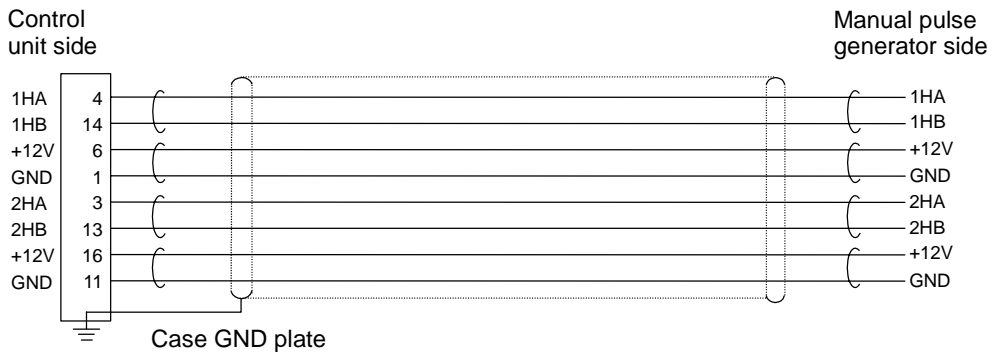 Control
unit side
Manual pulse
generator side
1HA 4 1HA
1HB 14 1HB
+12V 6 +12V
GND 1 GND
2HA 3 2HA
2HB 13 2HB
+12V 16 +12V
GND 11 GND
Case GND plate